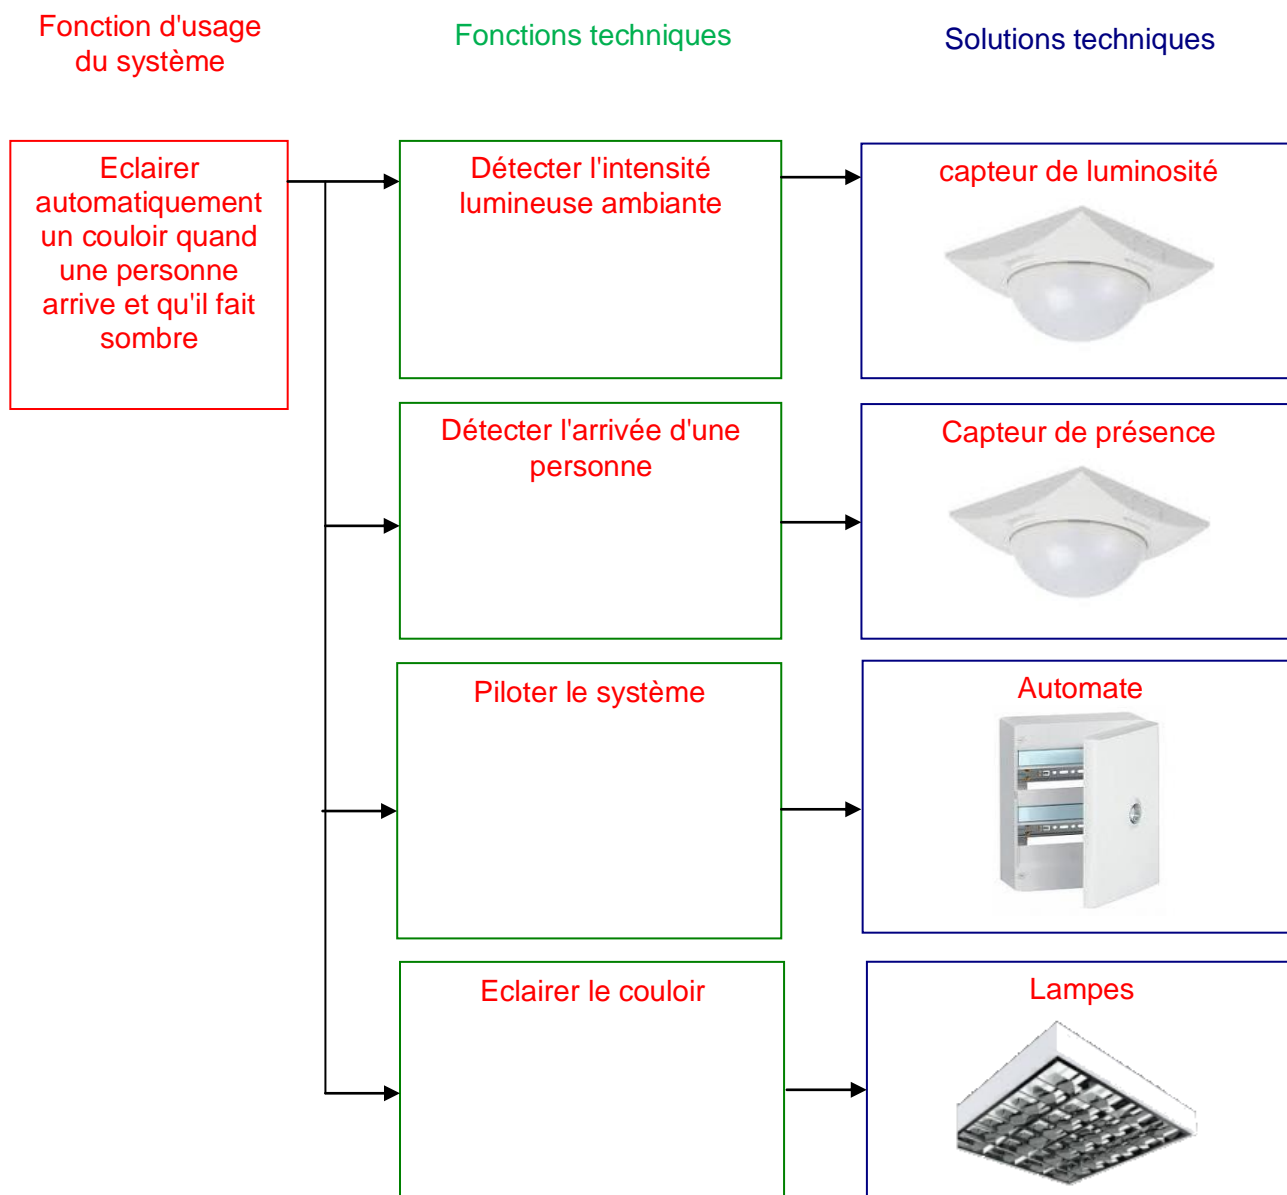 Fonction d'usage
du système
Fonctions techniques
Solutions techniques
Eclairer
automatiquement
un couloir quand
une personne
arrive et qu'il fait
sombre
Détecter l'intensité
lumineuse ambiante
capteur de luminosité
Détecter l'arrivée d'une
personne
Capteur de présence
Piloter le système
Automate
Eclairer le couloir
Lampes